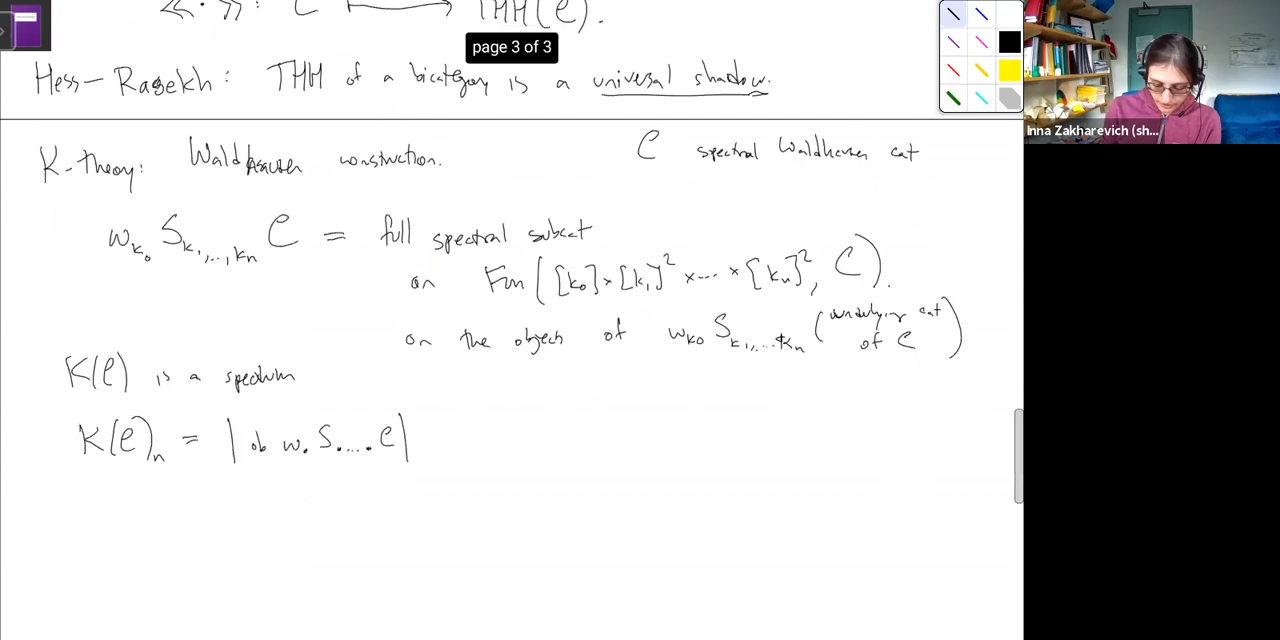 ≪·≫: C ⟼ THH(C).
page 3 of 3
Hess–Rasekh: THH of a bicategory is a universal shadow.
K-theory: Waldhausen construction.
C spectral Waldhausen cat
w_{k_0} S_{k_1,...,k_n} C = full spectral subcat
on Fun([k_0]×[k_1]^2×···×[k_n]^2, C).
on the objects of w_{k_0} S_{k_1,...,k_n} (underlying cat of C)
K(C) is a spectrum
K(C)_n = | ob w. S..... C |
Inna Zakharevich (sh...